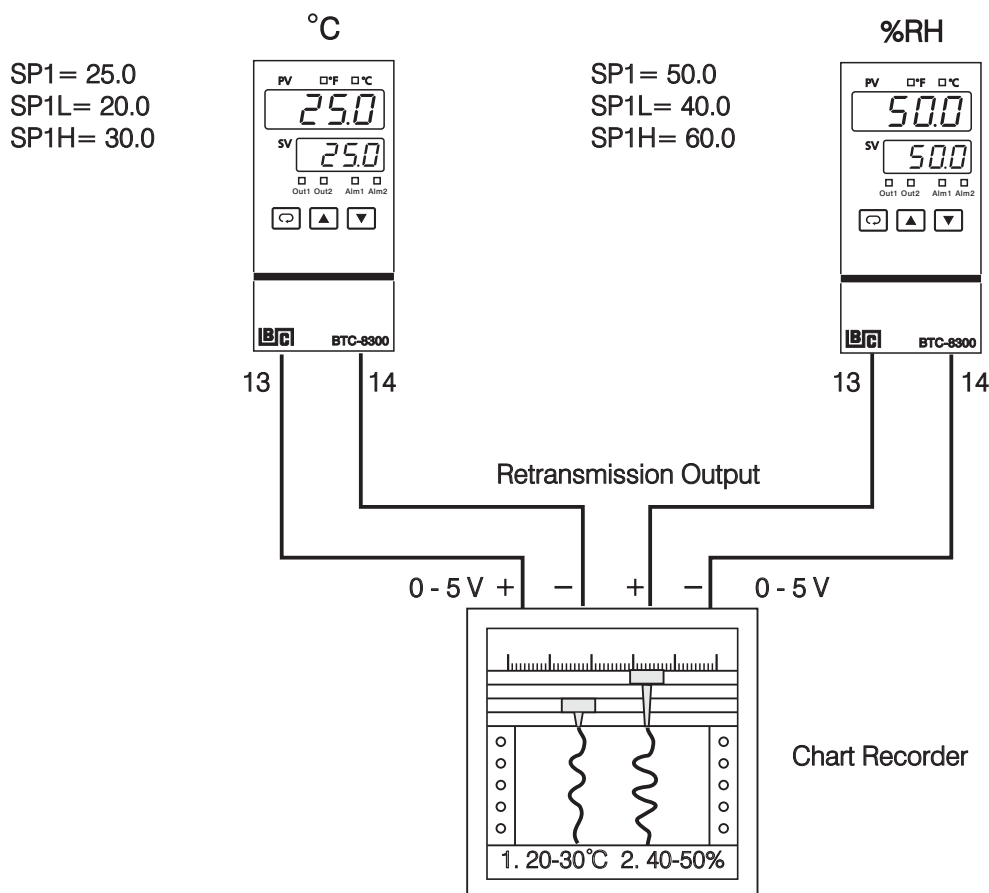 °C
SP1= 25.0
SP1L= 20.0
SP1H= 30.0
PV °F °C
25.0
SV 25.0
Out1 Out2 Alm1 Alm2
BC BTC-8300
13 14
%RH
SP1= 50.0
SP1L= 40.0
SP1H= 60.0
PV °F °C
50.0
SV 50.0
Out1 Out2 Alm1 Alm2
BC BTC-8300
13 14
Retransmission Output
0 - 5 V + − + − 0 - 5 V
Chart Recorder
1. 20-30°C 2. 40-50%